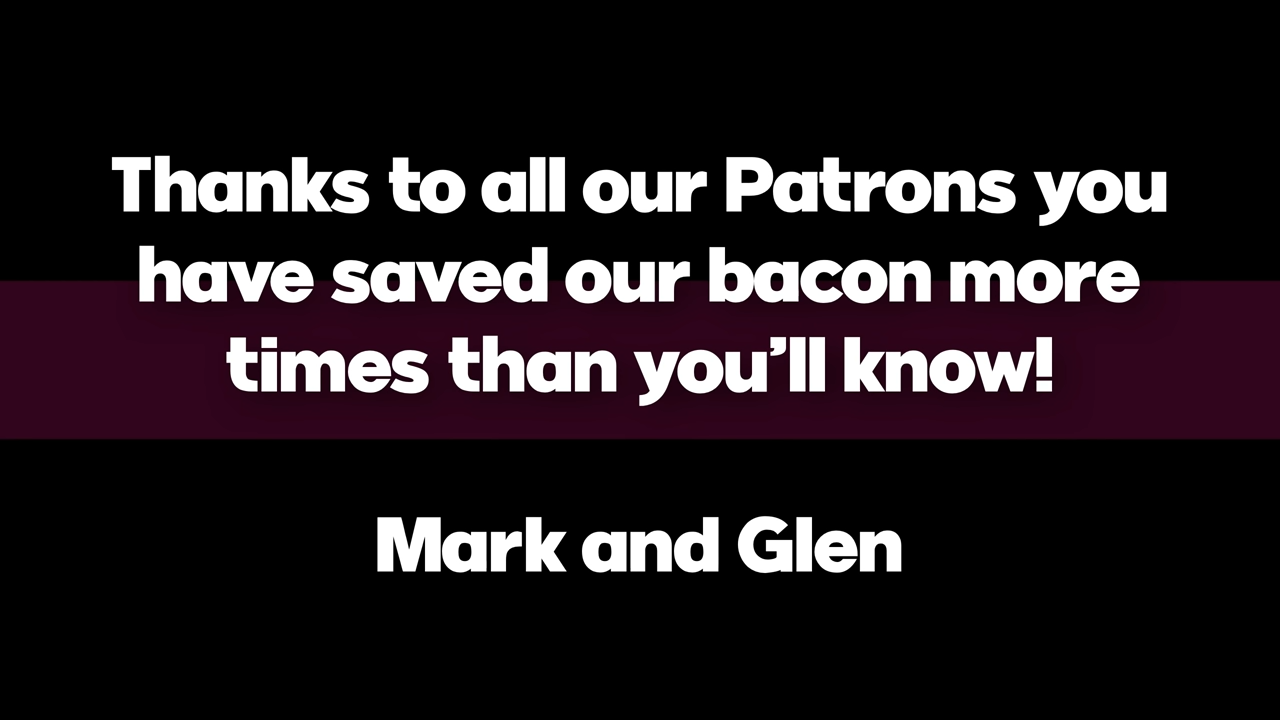 Thanks to all our Patrons you
have saved our bacon more
times than you’ll know!
Mark and Glen